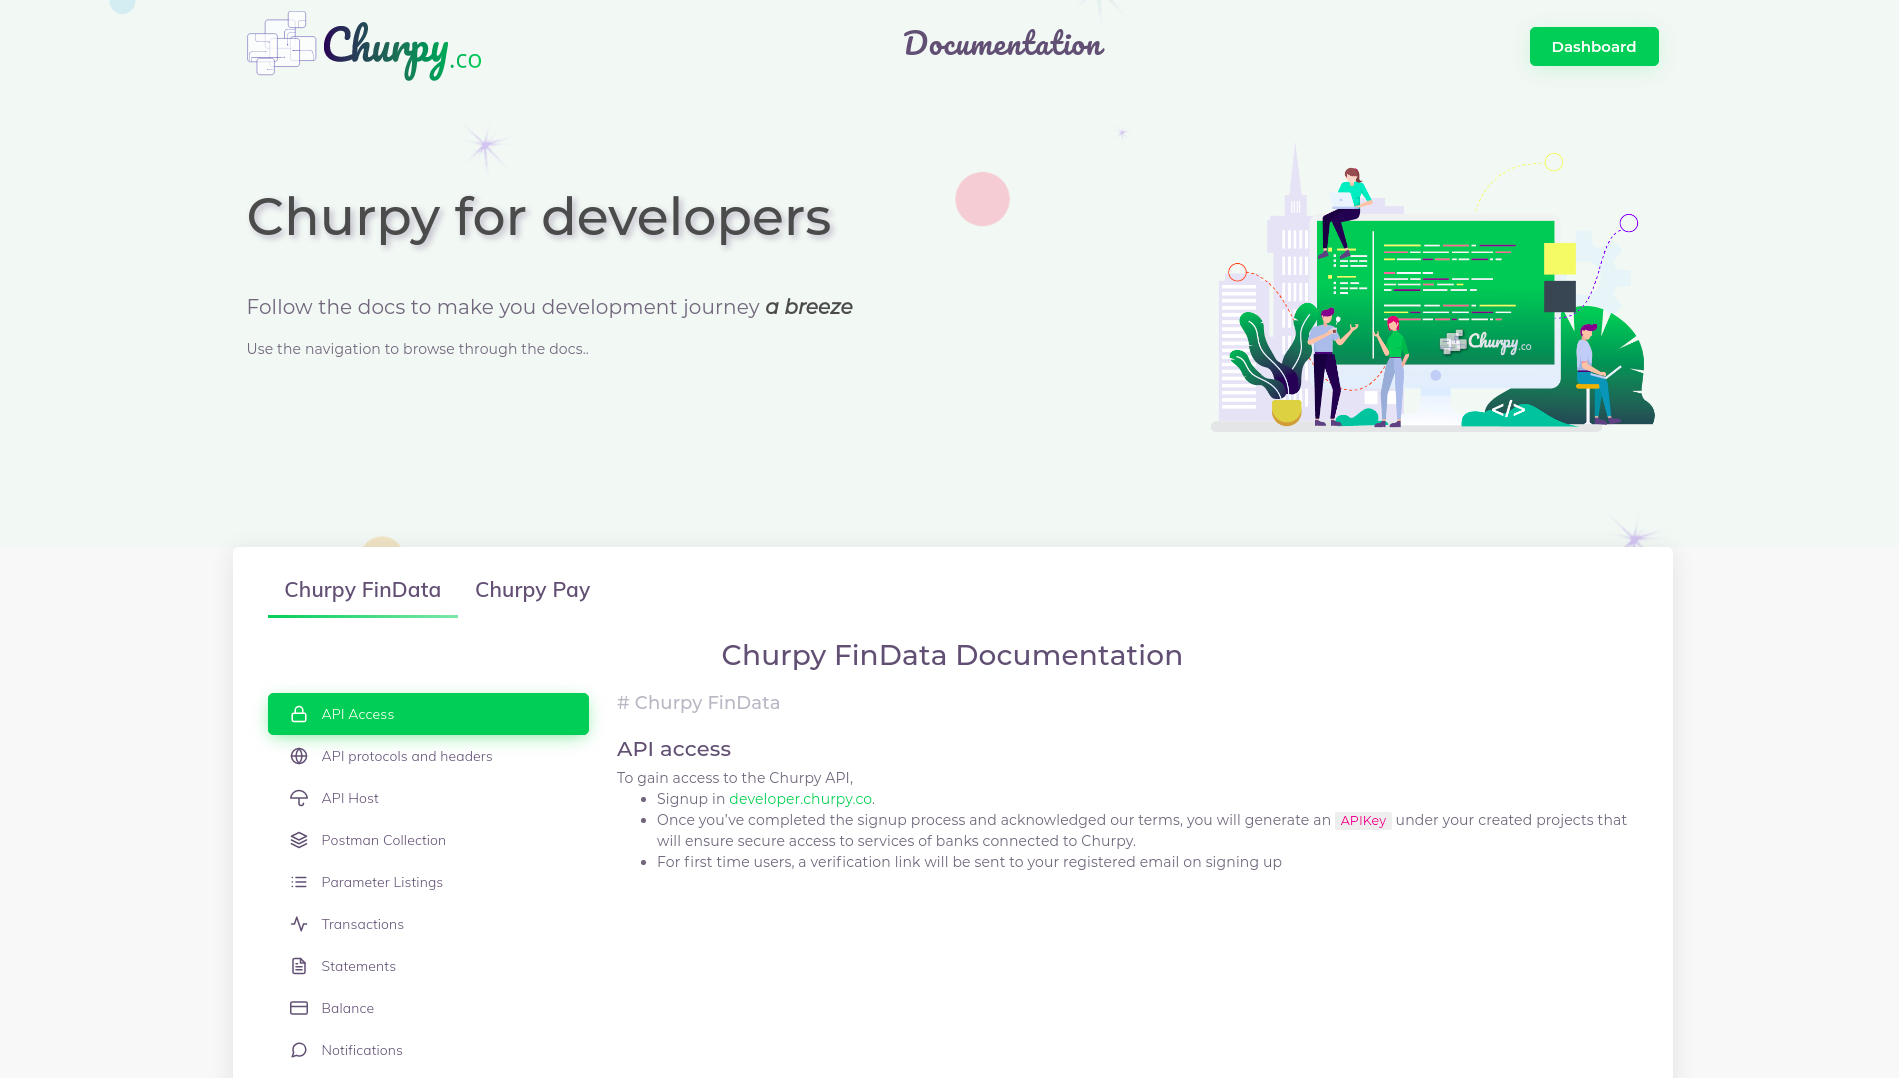 Churpy.co
Documentation
Dashboard
Churpy for developers
Follow the docs to make you development journey a breeze
Use the navigation to browse through the docs..
Churpy.co
</>
Churpy FinData
Churpy Pay
Churpy FinData Documentation
API Access
API protocols and headers
API Host
Postman Collection
Parameter Listings
Transactions
Statements
Balance
Notifications
# Churpy FinData
API access
To gain access to the Churpy API,
Signup in developer.churpy.co.
Once you've completed the signup process and acknowledged our terms, you will generate an APIKey under your created projects that
will ensure secure access to services of banks connected to Churpy.
For first time users, a verification link will be sent to your registered email on signing up